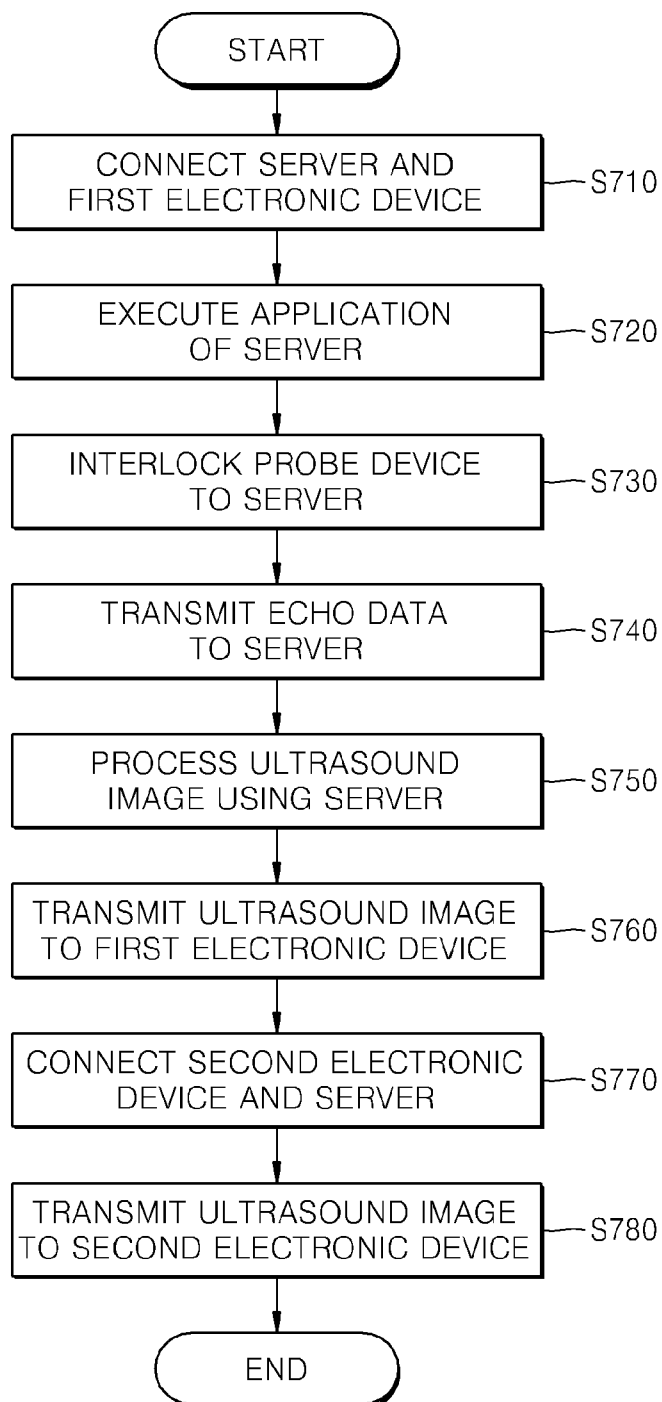 START
CONNECT SERVER AND
FIRST ELECTRONIC DEVICE
S710
EXECUTE APPLICATION
OF SERVER
S720
INTERLOCK PROBE DEVICE
TO SERVER
S730
TRANSMIT ECHO DATA
TO SERVER
S740
PROCESS ULTRASOUND
IMAGE USING SERVER
S750
TRANSMIT ULTRASOUND IMAGE
TO FIRST ELECTRONIC DEVICE
S760
CONNECT SECOND ELECTRONIC
DEVICE AND SERVER
S770
TRANSMIT ULTRASOUND IMAGE
TO SECOND ELECTRONIC DEVICE
S780
END